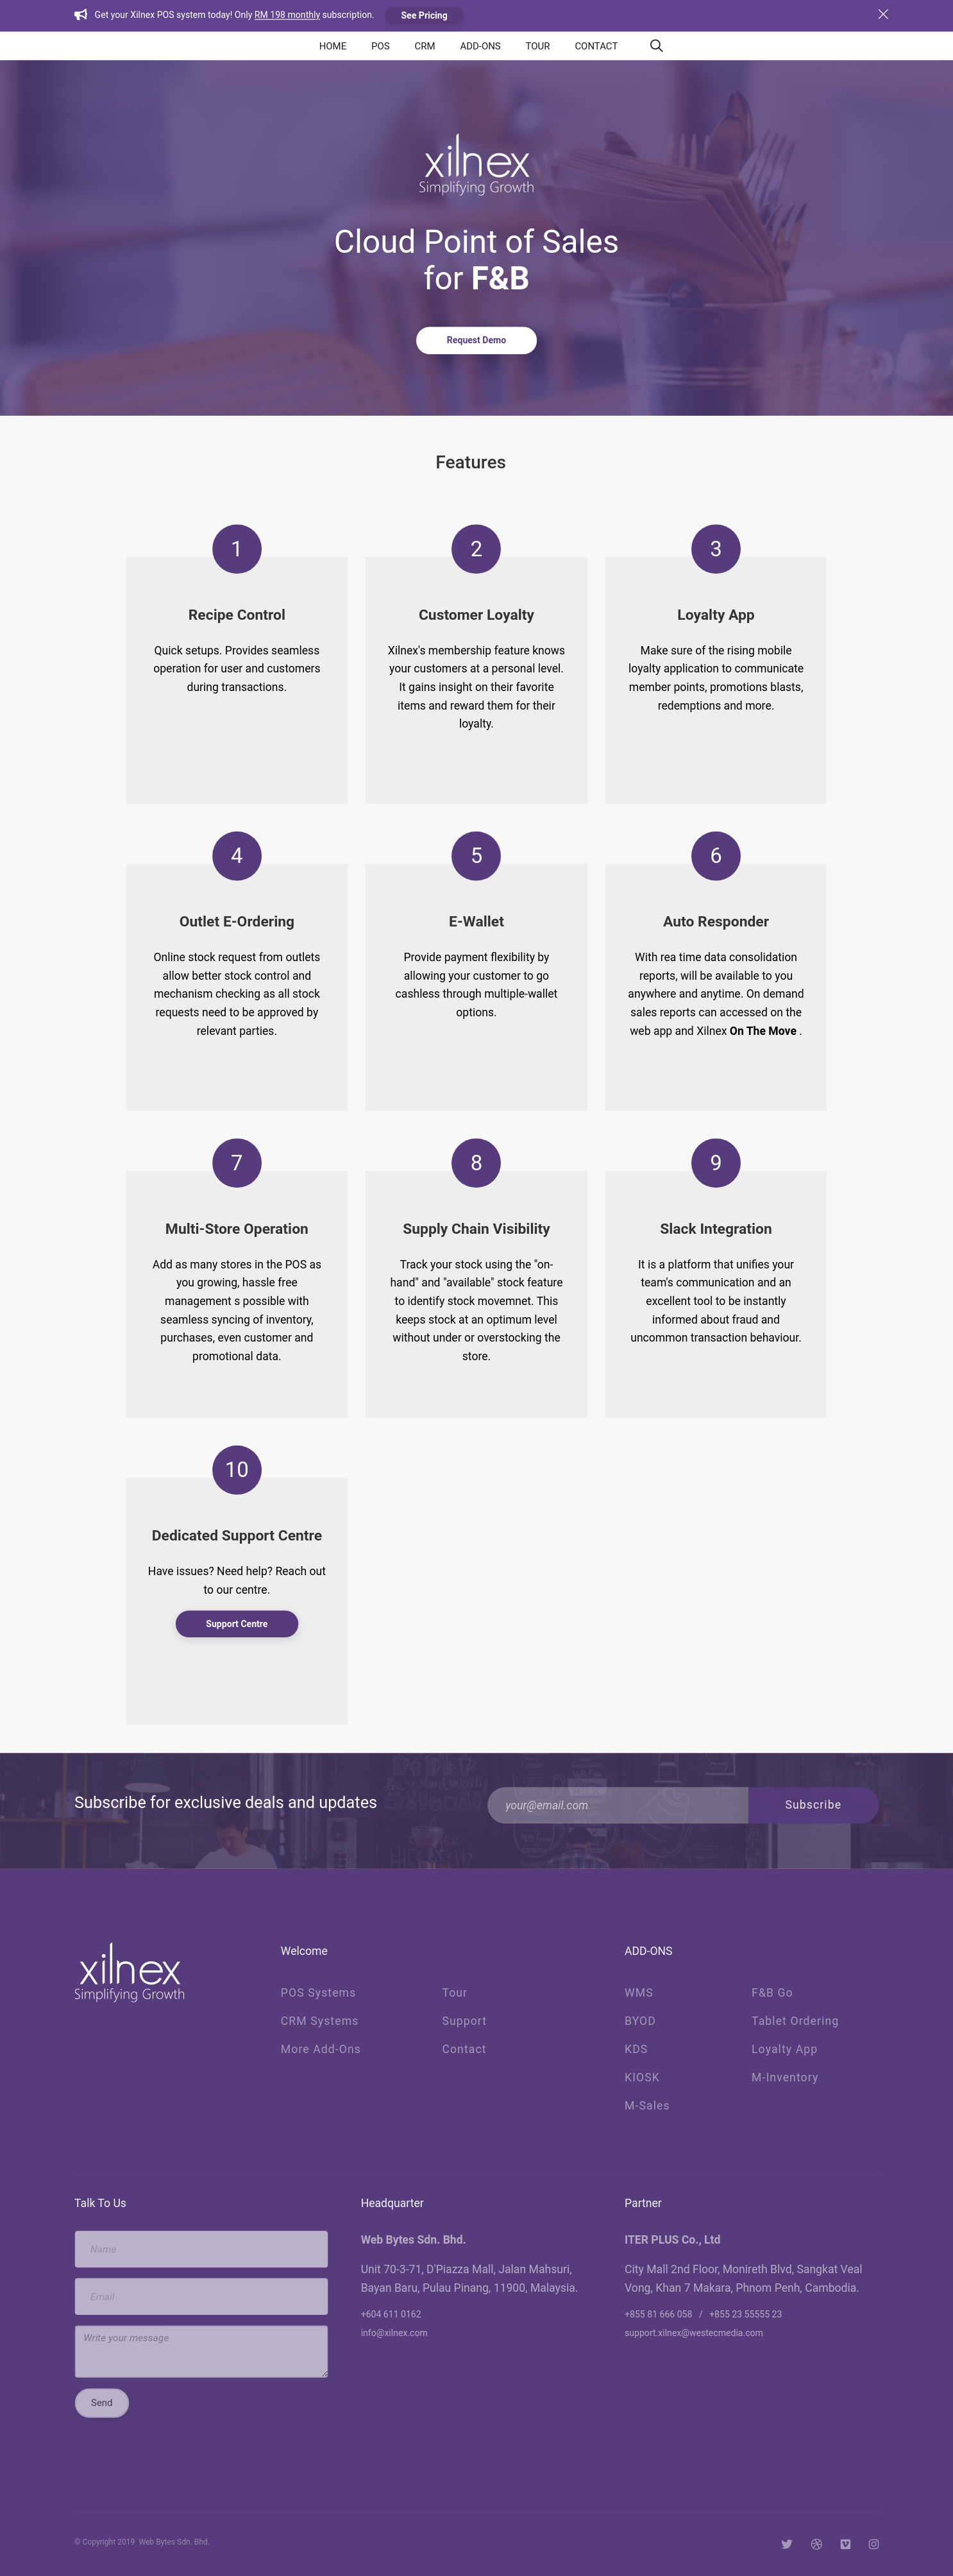 Get your Xilnex POS system today! Only RM 198 monthly subscription.
See Pricing
HOME POS CRM ADD-ONS TOUR CONTACT
xilnex
Simplifying Growth
Cloud Point of Sales
for F&B
Request Demo
Features
1
Recipe Control
Quick setups. Provides seamless
operation for user and customers
during transactions.
2
Customer Loyalty
Xilnex's membership feature knows
your customers at a personal level.
It gains insight on their favorite
items and reward them for their
loyalty.
3
Loyalty App
Make sure of the rising mobile
loyalty application to communicate
member points, promotions blasts,
redemptions and more.
4
Outlet E-Ordering
Online stock request from outlets
allow better stock control and
mechanism checking as all stock
requests need to be approved by
relevant parties.
5
E-Wallet
Provide payment flexibility by
allowing your customer to go
cashless through multiple-wallet
options.
6
Auto Responder
With rea time data consolidation
reports, will be available to you
anywhere and anytime. On demand
sales reports can accessed on the
web app and Xilnex On The Move .
7
Multi-Store Operation
Add as many stores in the POS as
you growing, hassle free
management s possible with
seamless syncing of inventory,
purchases, even customer and
promotional data.
8
Supply Chain Visibility
Track your stock using the "on-
hand" and "available" stock feature
to identify stock movemnet. This
keeps stock at an optimum level
without under or overstocking the
store.
9
Slack Integration
It is a platform that unifies your
team's communication and an
excellent tool to be instantly
informed about fraud and
uncommon transaction behaviour.
10
Dedicated Support Centre
Have issues? Need help? Reach out
to our centre.
Support Centre
Subscribe for exclusive deals and updates
your@email.com
Subscribe
xilnex
Simplifying Growth
Welcome
POS Systems
CRM Systems
More Add-Ons
Tour
Support
Contact
ADD-ONS
WMS
BYOD
KDS
KIOSK
M-Sales
F&B Go
Tablet Ordering
Loyalty App
M-Inventory
Talk To Us
Name
Email
Write your message
Send
Headquarter
Web Bytes Sdn. Bhd.
Unit 70-3-71, D'Piazza Mall, Jalan Mahsuri,
Bayan Baru, Pulau Pinang, 11900, Malaysia.
+604 611 0162
info@xilnex.com
Partner
ITER PLUS Co., Ltd
City Mall 2nd Floor, Monireth Blvd, Sangkat Veal
Vong, Khan 7 Makara, Phnom Penh, Cambodia.
+855 81 666 058 / +855 23 55555 23
support.xilnex@westecmedia.com
© Copyright 2019 Web Bytes Sdn. Bhd.